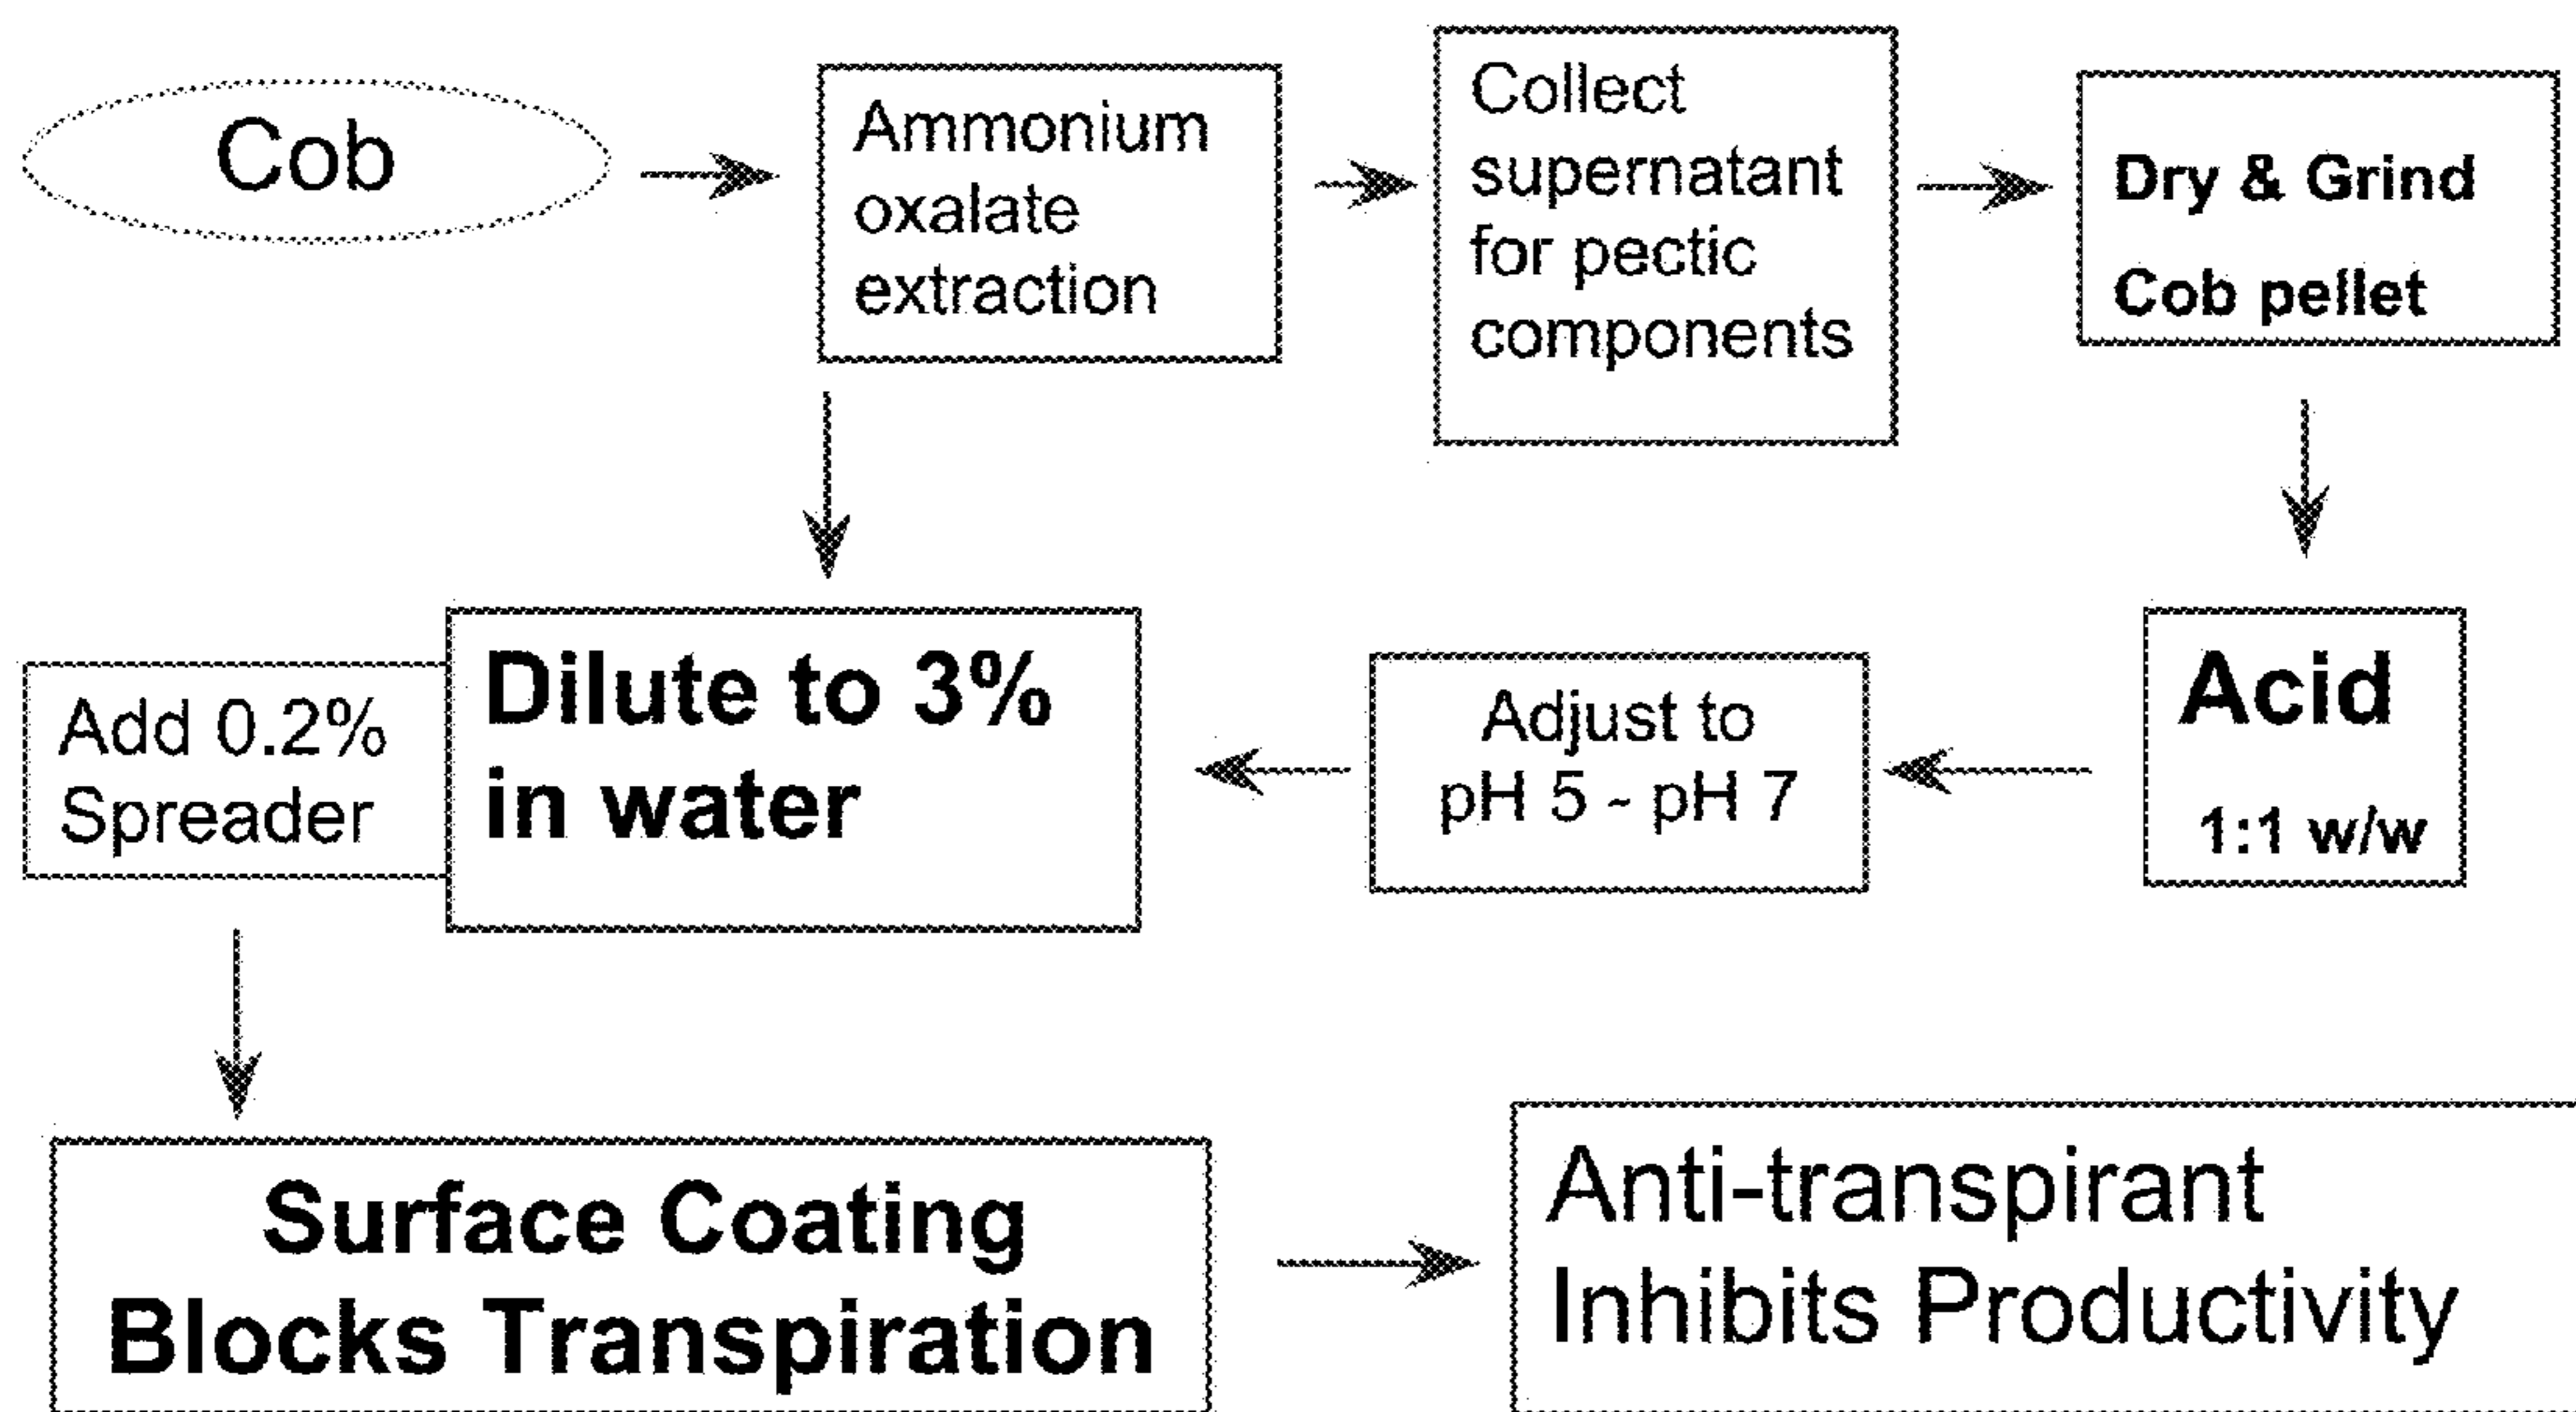 Cob
Ammonium
oxalate
extraction
Collect
supernatant
for pectic
components
Dry & Grind
Cob pellet
Add 0.2%
Spreader
Dilute to 3%
in water
Adjust to
pH 5 - pH 7
Acid
1:1 w/w
Surface Coating
Blocks Transpiration
Anti-transpirant
Inhibits Productivity